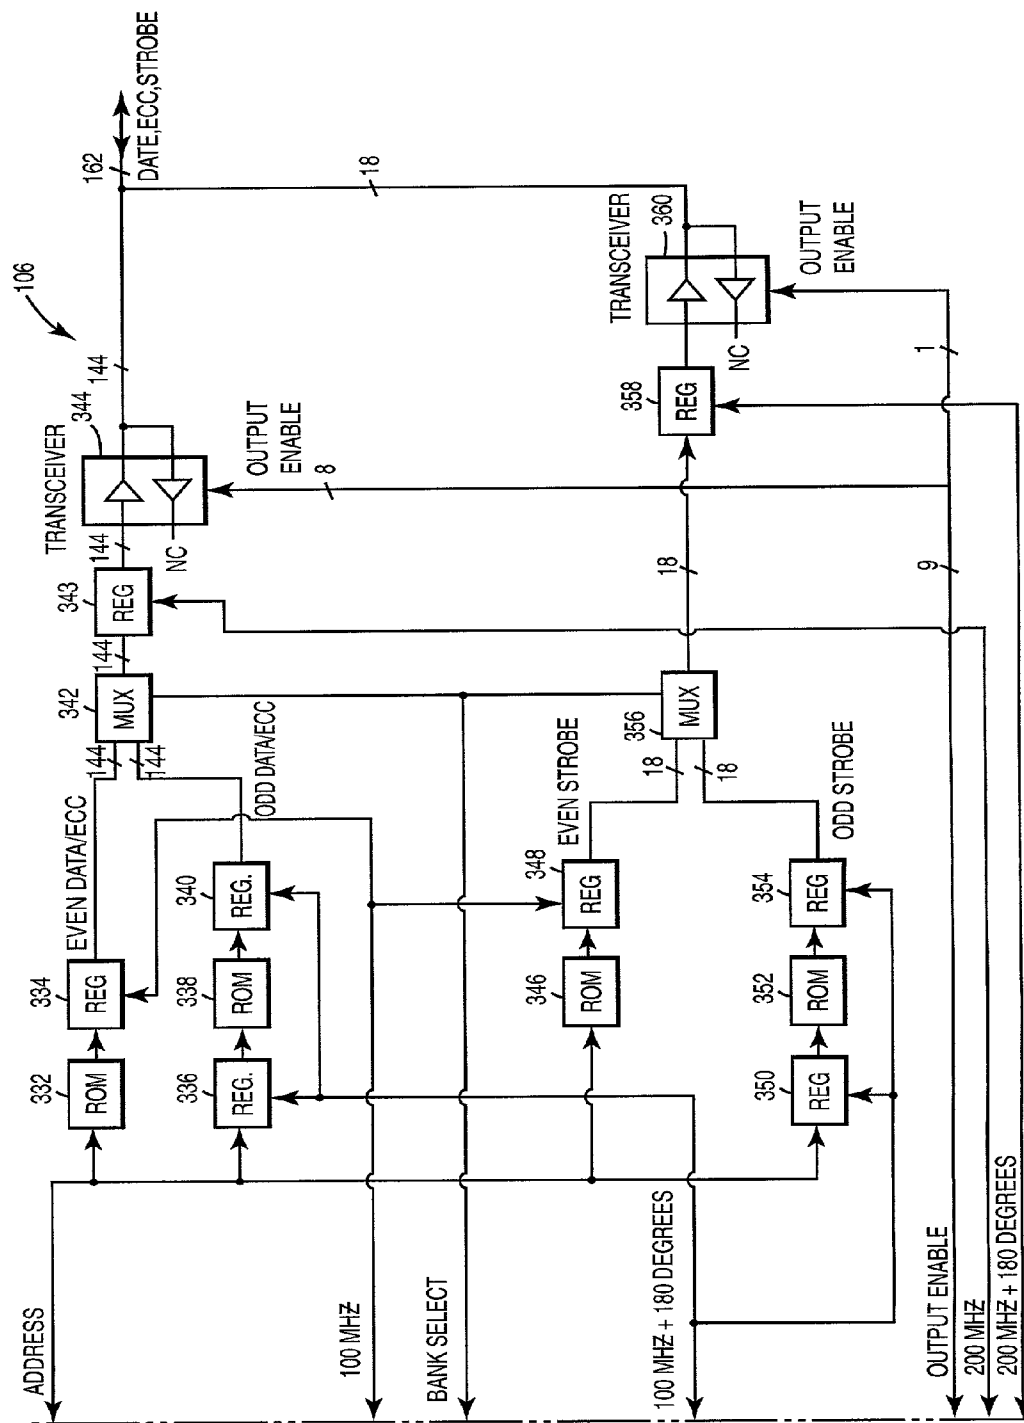 106
ADDRESS
332
ROM
334
REG
EVEN DATA/ECC
144
144
342
MUX
144
343
REG
144
TRANSCEIVER
344
NC
144
162
DATE,ECC,STROBE
336
REG.
338
ROM
340
REG.
ODD DATA/ECC
OUTPUT
ENABLE
8
18
100 MHZ
BANK SELECT
346
ROM
348
REG
EVEN STROBE
18
18
356
MUX
18
358
REG
TRANSCEIVER
360
NC
100 MHZ + 180 DEGREES
350
REG
352
ROM
354
REG
ODD STROBE
OUTPUT
ENABLE
OUTPUT ENABLE
9
1
200 MHZ
200 MHZ + 180 DEGREES